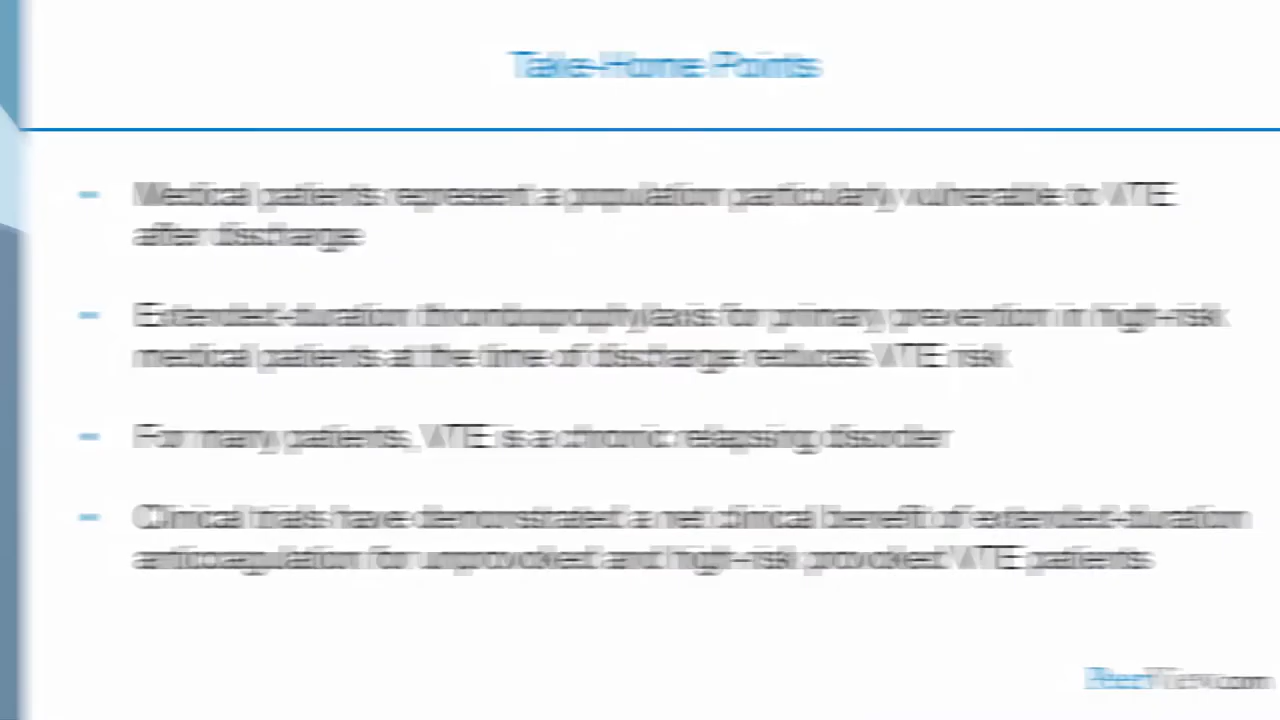 Take-Home Points
– Medical patients represent a population particularly vulnerable to VTE
after discharge
– Extended-duration thromboprophylaxis for primary prevention in high-risk
medical patients at the time of discharge reduces VTE risk
– For many patients, VTE is a chronic relapsing disorder
– Clinical trials have demonstrated a net clinical benefit of extended-duration
anticoagulation for unprovoked and high-risk provoked VTE patients
PeerView.com